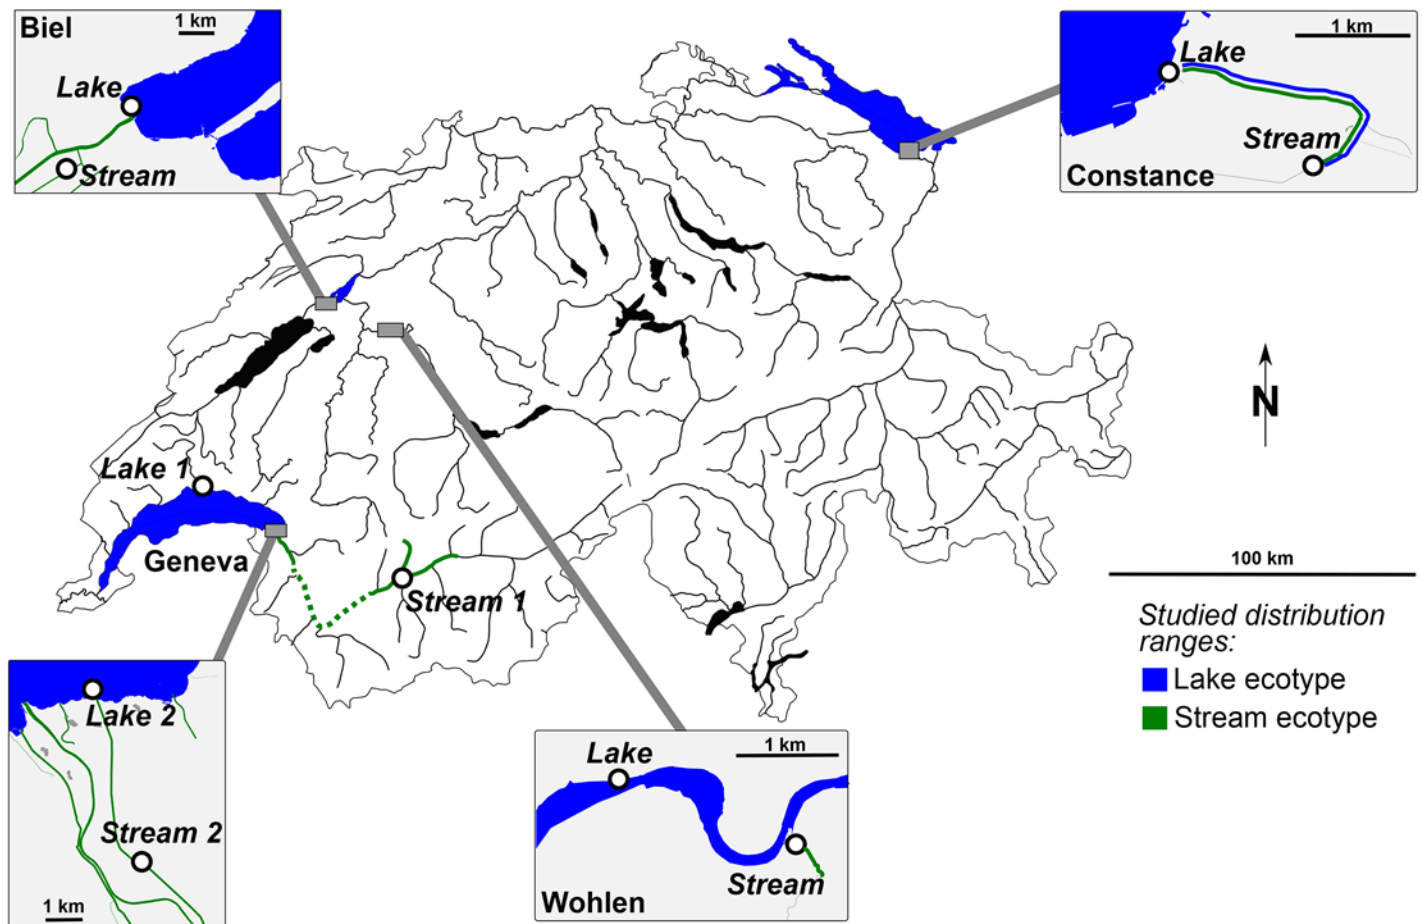 Biel
1 km
Lake
Stream
1 km
Lake
Stream
Constance
N
Lake 1
Geneva
Stream 1
100 km
Studied distribution
ranges:
Lake ecotype
Stream ecotype
Lake 2
Stream 2
1 km
Lake
1 km
Stream
Wohlen